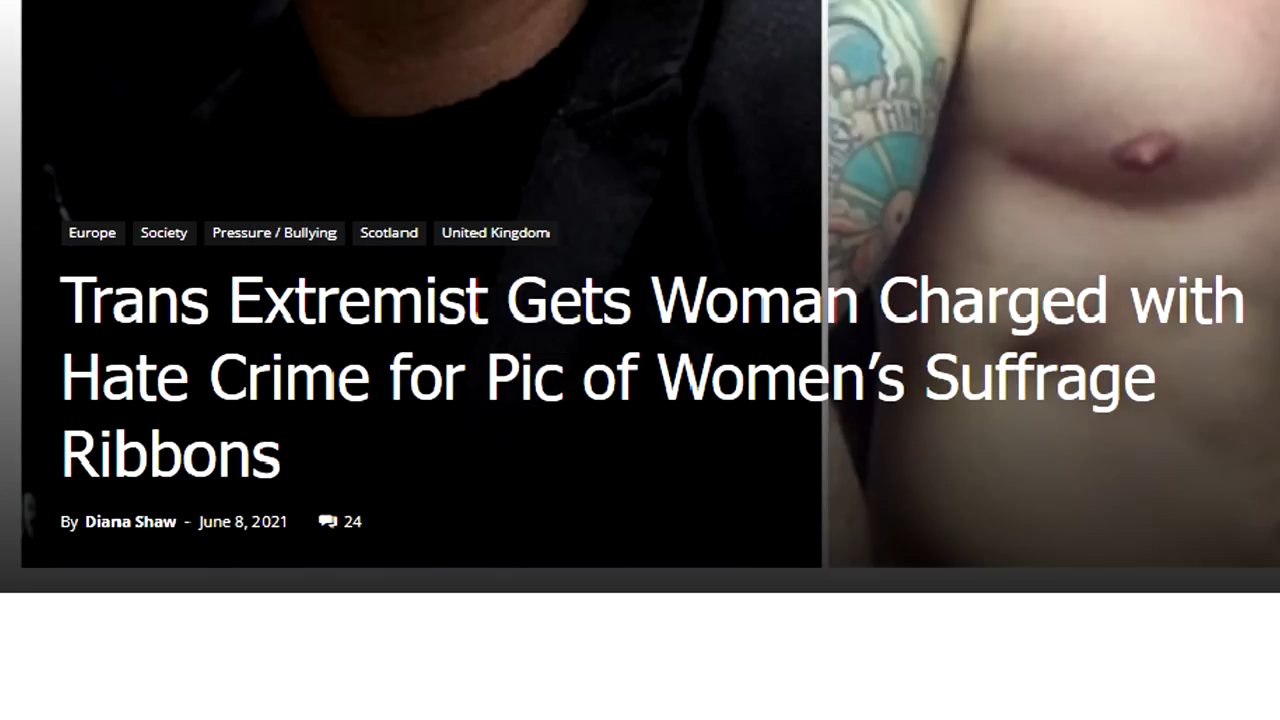 Europe Society Pressure / Bullying Scotland United Kingdom
Trans Extremist Gets Woman Charged with
Hate Crime for Pic of Women’s Suffrage
Ribbons
By Diana Shaw - June 8, 2021 24